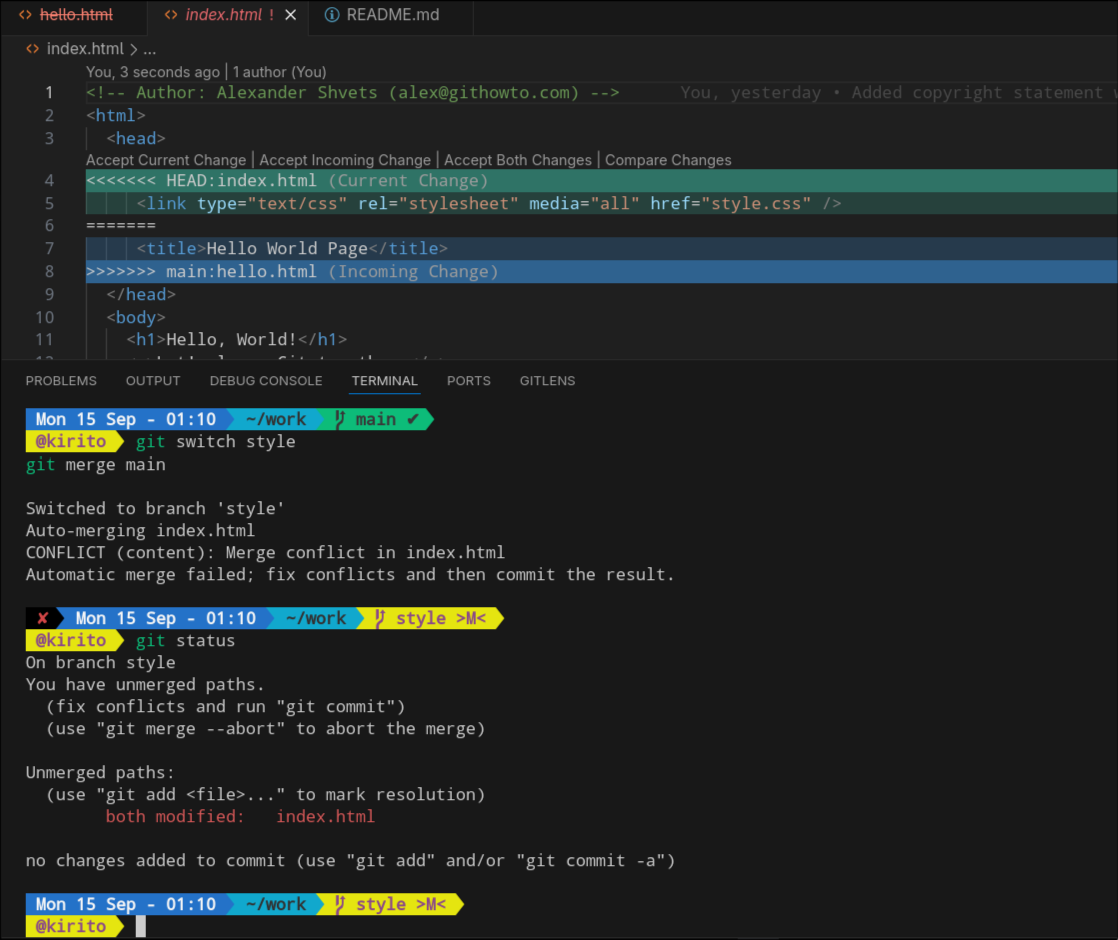 hello.html index.html ! README.md
index.html > ...
You, 3 seconds ago | 1 author (You)
1 <!-- Author: Alexander Shvets (alex@githowto.com) --> You, yesterday • Added copyright statement
2 <html>
3 <head>
Accept Current Change | Accept Incoming Change | Accept Both Changes | Compare Changes
4 <<<<<<< HEAD:index.html (Current Change)
5 <link type="text/css" rel="stylesheet" media="all" href="style.css" />
6 =======
7 <title>Hello World Page</title>
8 >>>>>>> main:hello.html (Incoming Change)
9 </head>
10 <body>
11 <h1>Hello, World!</h1>
PROBLEMS OUTPUT DEBUG CONSOLE TERMINAL PORTS GITLENS
Mon 15 Sep - 01:10 ~/work main ✔
@kirito git switch style
git merge main
Switched to branch 'style'
Auto-merging index.html
CONFLICT (content): Merge conflict in index.html
Automatic merge failed; fix conflicts and then commit the result.
✘ Mon 15 Sep - 01:10 ~/work style >M<
@kirito git status
On branch style
You have unmerged paths.
(fix conflicts and run "git commit")
(use "git merge --abort" to abort the merge)
Unmerged paths:
(use "git add <file>..." to mark resolution)
both modified: index.html
no changes added to commit (use "git add" and/or "git commit -a")
Mon 15 Sep - 01:10 ~/work style >M<
@kirito